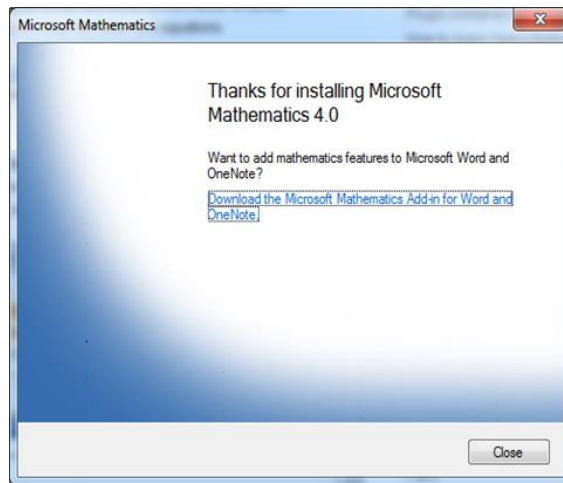 Microsoft Mathematics
equations
Thanks for installing Microsoft
Mathematics 4.0
Want to add mathematics features to Microsoft Word and
OneNote?
Download the Microsoft Mathematics Add-in for Word and
OneNote.
Close